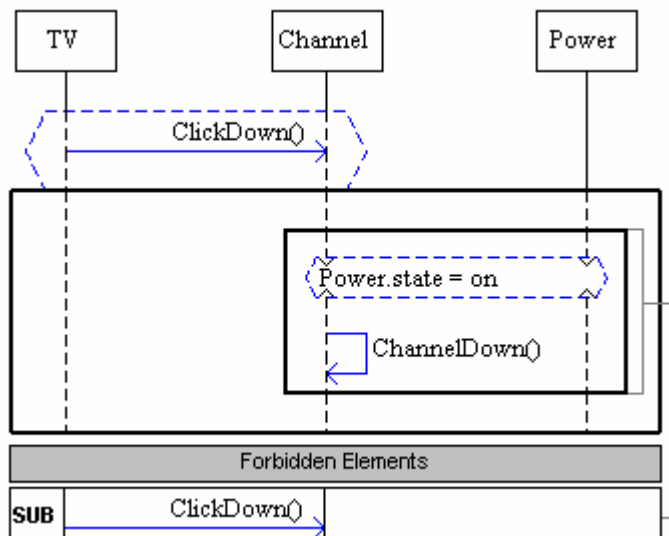 TV
Channel
Power
ClickDown()
Power.state = on
ChannelDown()
Forbidden Elements
SUB
ClickDown()